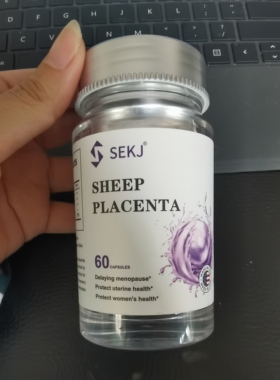 SEKJ®
SHEEP
PLACENTA
60 CAPSULES
Delaying menopause*
Protect uterine health*
Protect women's health*